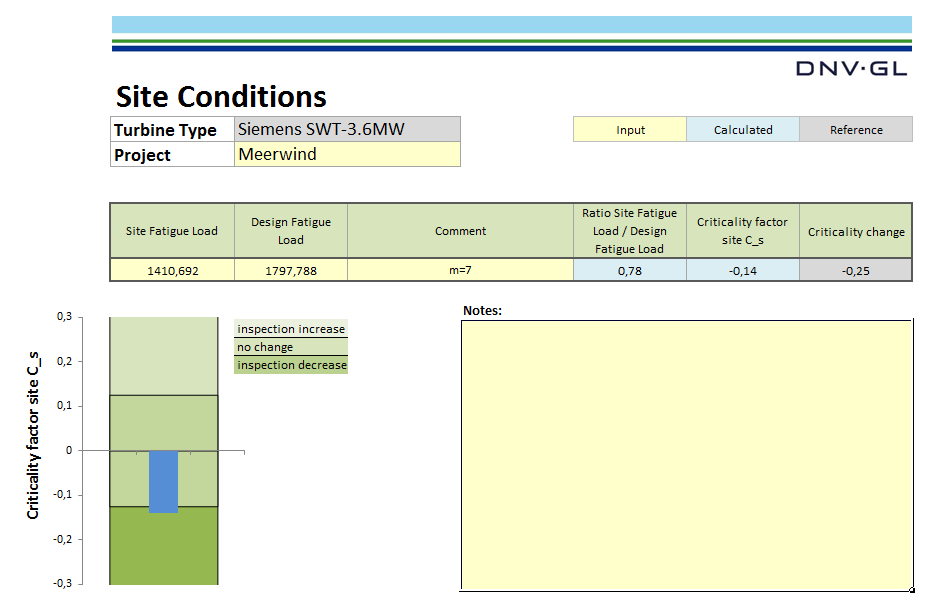 DNV·GL
Site Conditions
Turbine Type Siemens SWT-3.6MW
Project Meerwind
Input Calculated Reference
Site Fatigue Load
Design Fatigue
Load
Comment
Ratio Site Fatigue
Load / Design
Fatigue Load
Criticality factor
site C_s
Criticality change
1410,692 1797,788 m=7 0,78 -0,14 -0,25
Criticality factor site C_s
0,3
0,2
0,1
0
-0,1
-0,2
-0,3
inspection increase
no change
inspection decrease
Notes: